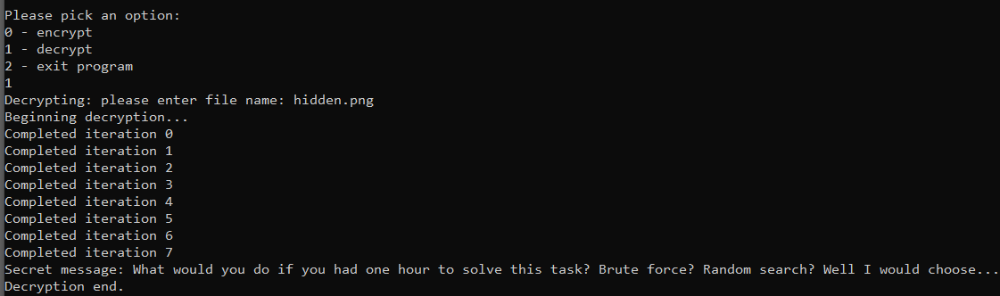 Please pick an option:
0 - encrypt
1 - decrypt
2 - exit program
1
Decrypting: please enter file name: hidden.png
Beginning decryption...
Completed iteration 0
Completed iteration 1
Completed iteration 2
Completed iteration 3
Completed iteration 4
Completed iteration 5
Completed iteration 6
Completed iteration 7
Secret message: What would you do if you had one hour to solve this task? Brute force? Random search? Well I would choose...
Decryption end.